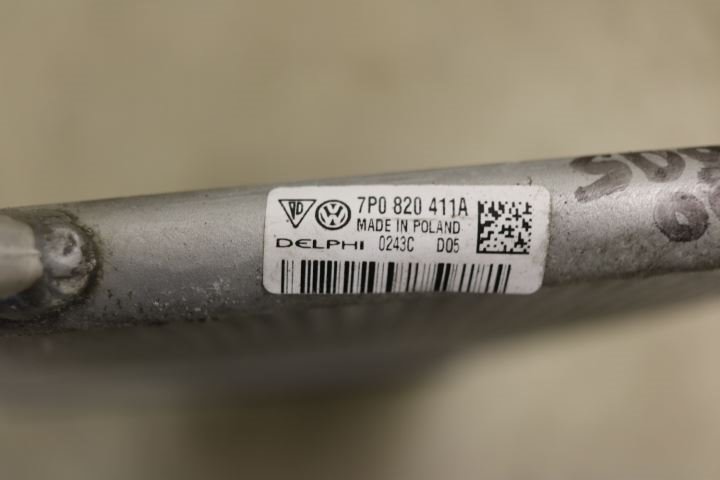 7P0 820 411A
MADE IN POLAND
DELPHI 0243C D05